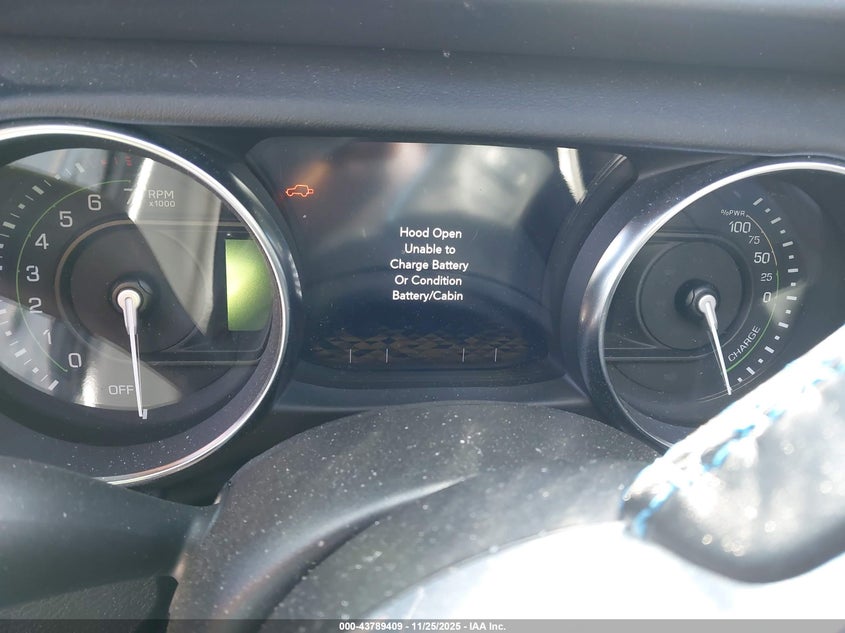 RPM
x1000
6
5
4
3
2
1
0
OFF
Hood Open
Unable to
Charge Battery
Or Condition
Battery/Cabin
%PWR
100
75
50
25
0
CHARGE
000-43789409 - 11/25/2025 - IAA Inc.